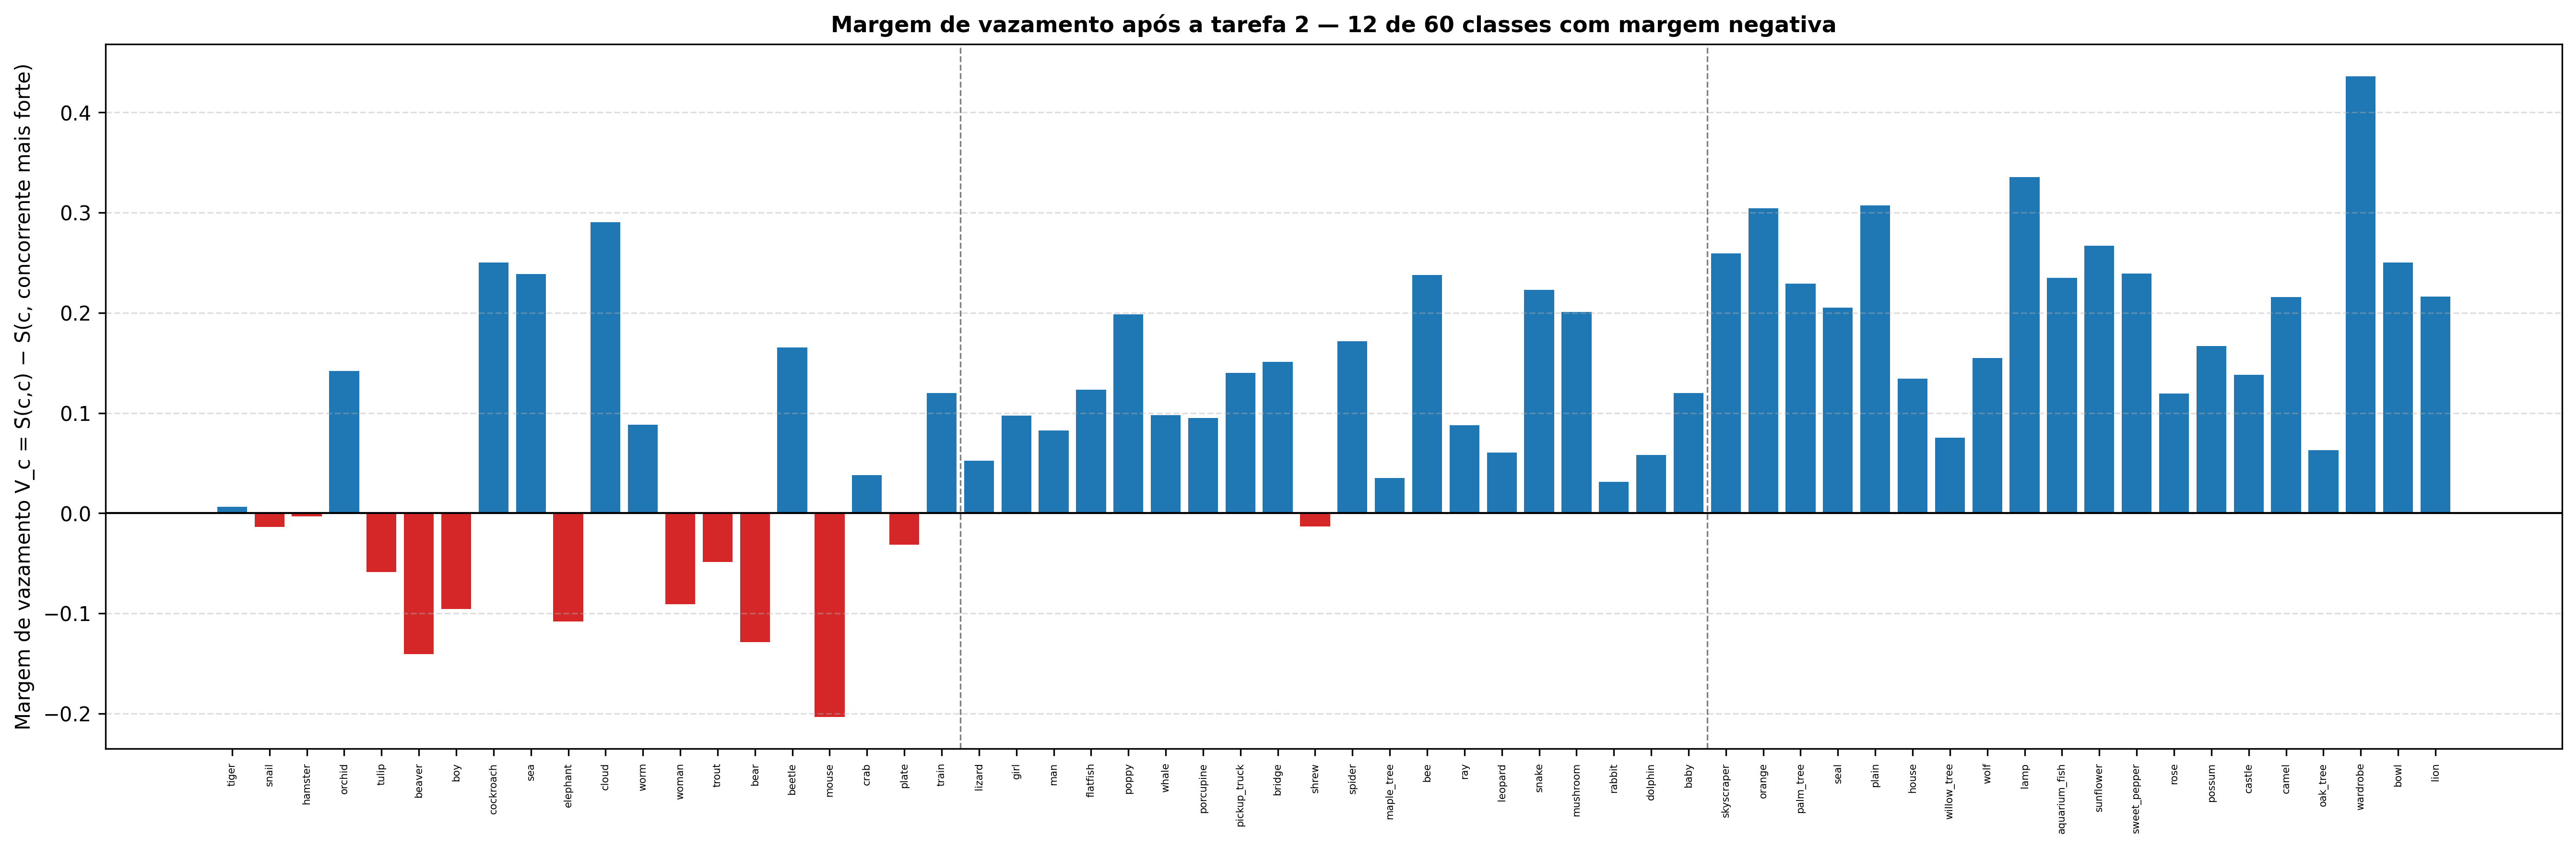 Margem de vazamento após a tarefa 2 — 12 de 60 classes com margem negativa
Margem de vazamento V_c = S(c,c) − S(c, concorrente mais forte)
0.4
0.3
0.2
0.1
0.0
−0.1
−0.2
tiger
snail
hamster
orchid
tulip
beaver
boy
cockroach
sea
elephant
cloud
worm
woman
trout
bear
beetle
mouse
crab
plate
train
lizard
girl
man
flatfish
poppy
whale
porcupine
pickup_truck
bridge
shrew
spider
maple_tree
bee
ray
leopard
snake
mushroom
rabbit
dolphin
baby
skyscraper
orange
palm_tree
seal
plain
house
willow_tree
wolf
lamp
aquarium_fish
sunflower
sweet_pepper
rose
possum
castle
camel
oak_tree
wardrobe
bowl
lion